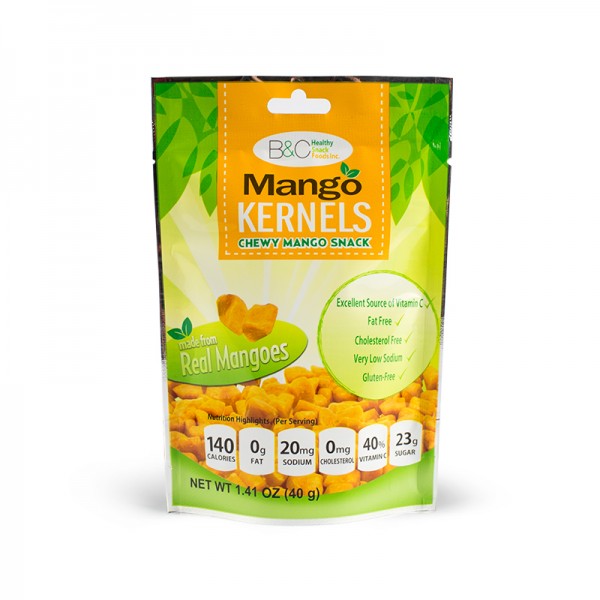 B&C Healthy
Snack
Foods Inc.
Mango
KERNELS
CHEWY MANGO SNACK
Excellent Source of Vitamin C ✓
Fat Free ✓
Cholesterol Free ✓
Very Low Sodium ✓
Gluten-Free ✓
made from
Real Mangoes
Nutrition Highlights (Per Serving)
140 CALORIES
0g FAT
20mg SODIUM
0mg CHOLESTEROL
40% VITAMIN C
23g SUGAR
NET WT 1.41 OZ (40 g)